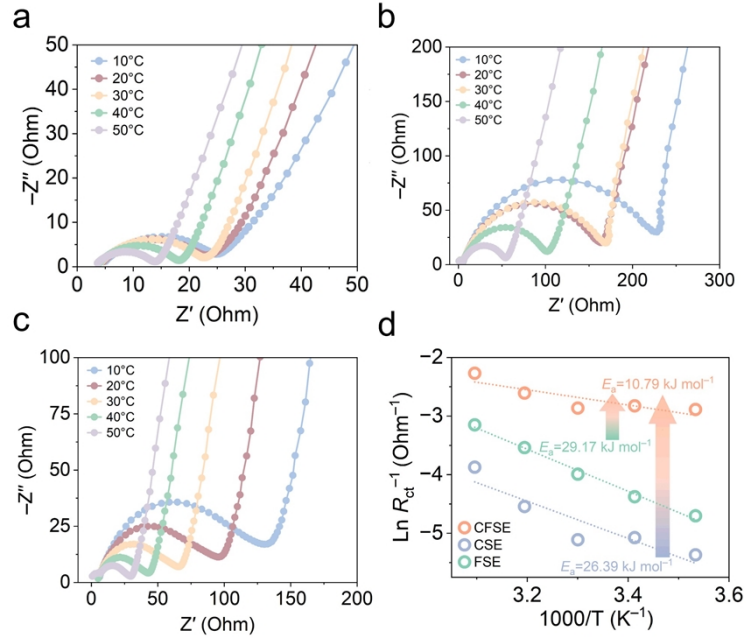 a
50
40
30
20
10
0
−Z″ (Ohm)
10°C
20°C
30°C
40°C
50°C
0 10 20 30 40 50
Z′ (Ohm)
b
200
150
100
50
0
−Z″ (Ohm)
10°C
20°C
30°C
40°C
50°C
0 100 200 300
Z′ (Ohm)
c
100
75
50
25
0
−Z″ (Ohm)
10°C
20°C
30°C
40°C
50°C
0 50 100 150 200
Z′ (Ohm)
d
−2
−3
−4
−5
Ln Rct⁻¹ (Ohm⁻¹)
Ea=10.79 kJ mol⁻¹
Ea=29.17 kJ mol⁻¹
CFSE
CSE
FSE
Ea=26.39 kJ mol⁻¹
3.2 3.4 3.6
1000/T (K⁻¹)